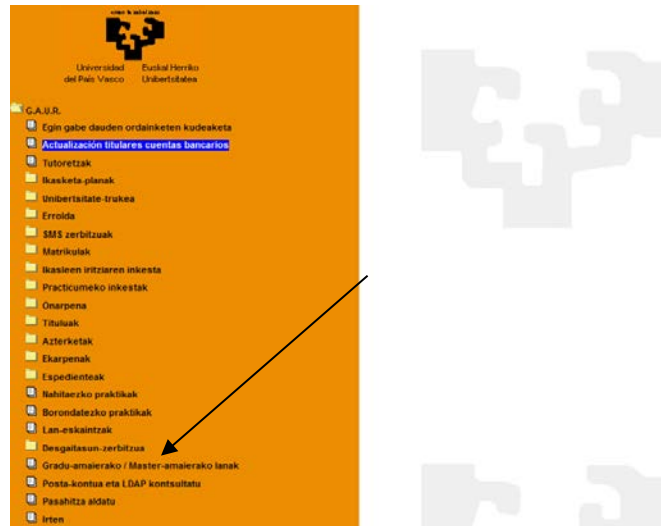 Universidad Euskal Herriko
del País Vasco Unibertsitatea
G.A.U.R.
Egin gabe dauden ordainketen kudeaketa
Actualización titulares cuentas bancarios
Tutoretzak
Ikasketa-planak
Unibertsitate-trukea
Errolda
SMS zerbitzuak
Matrikulak
Ikasleen iritziaren inkesta
Practicumeko inkestak
Onarpena
Tituluak
Azterketak
Ekarpenak
Espedienteak
Nahitaezko praktikak
Borondatezko praktikak
Lan-eskaintzak
Desgaitasun-zerbitzua
Gradu-amaierako / Master-amaierako lanak
Posta-kontua eta LDAP kontsultatu
Pasahitza aldatu
Irten